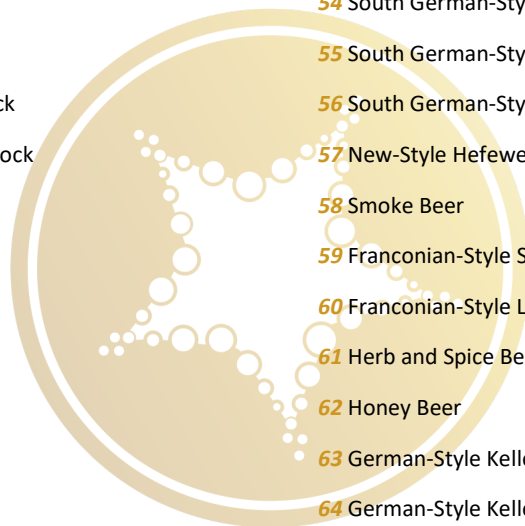 54 South German-Sty
55 South German-Sty
ck
56 South German-Sty
ock
57 New-Style Hefewe
58 Smoke Beer
59 Franconian-Style S
60 Franconian-Style L
61 Herb and Spice Be
62 Honey Beer
63 German-Style Kelle
64 German-Style Kelle